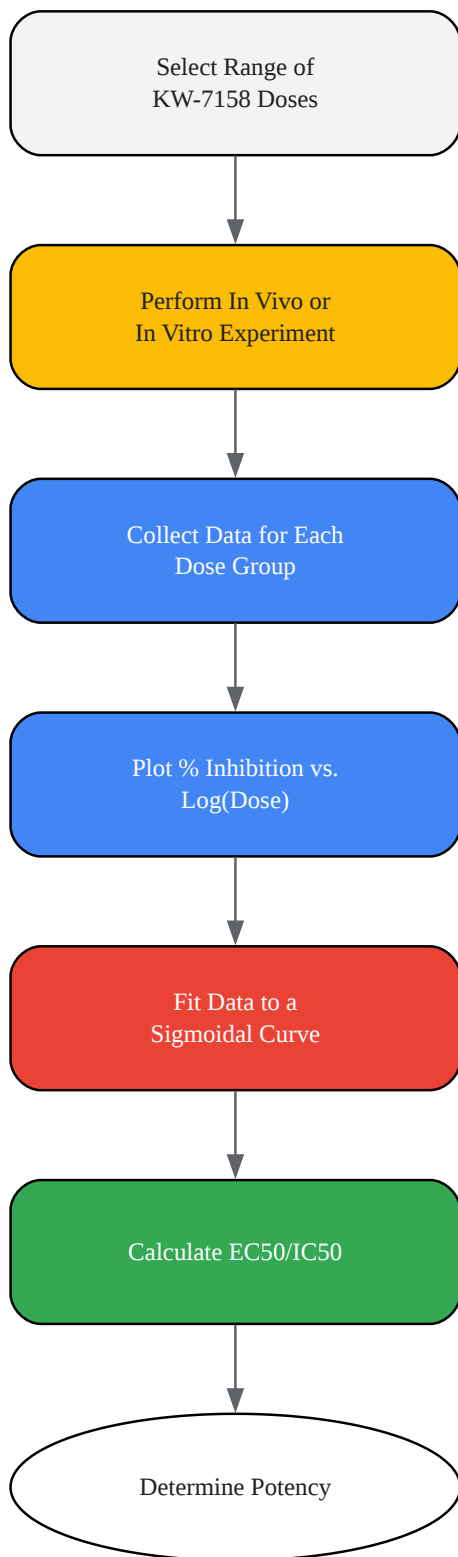 Select Range of
KW-7158 Doses
Perform In Vivo or
In Vitro Experiment
Collect Data for Each
Dose Group
Plot % Inhibition vs.
Log(Dose)
Fit Data to a
Sigmoidal Curve
Calculate EC50/IC50
Determine Potency